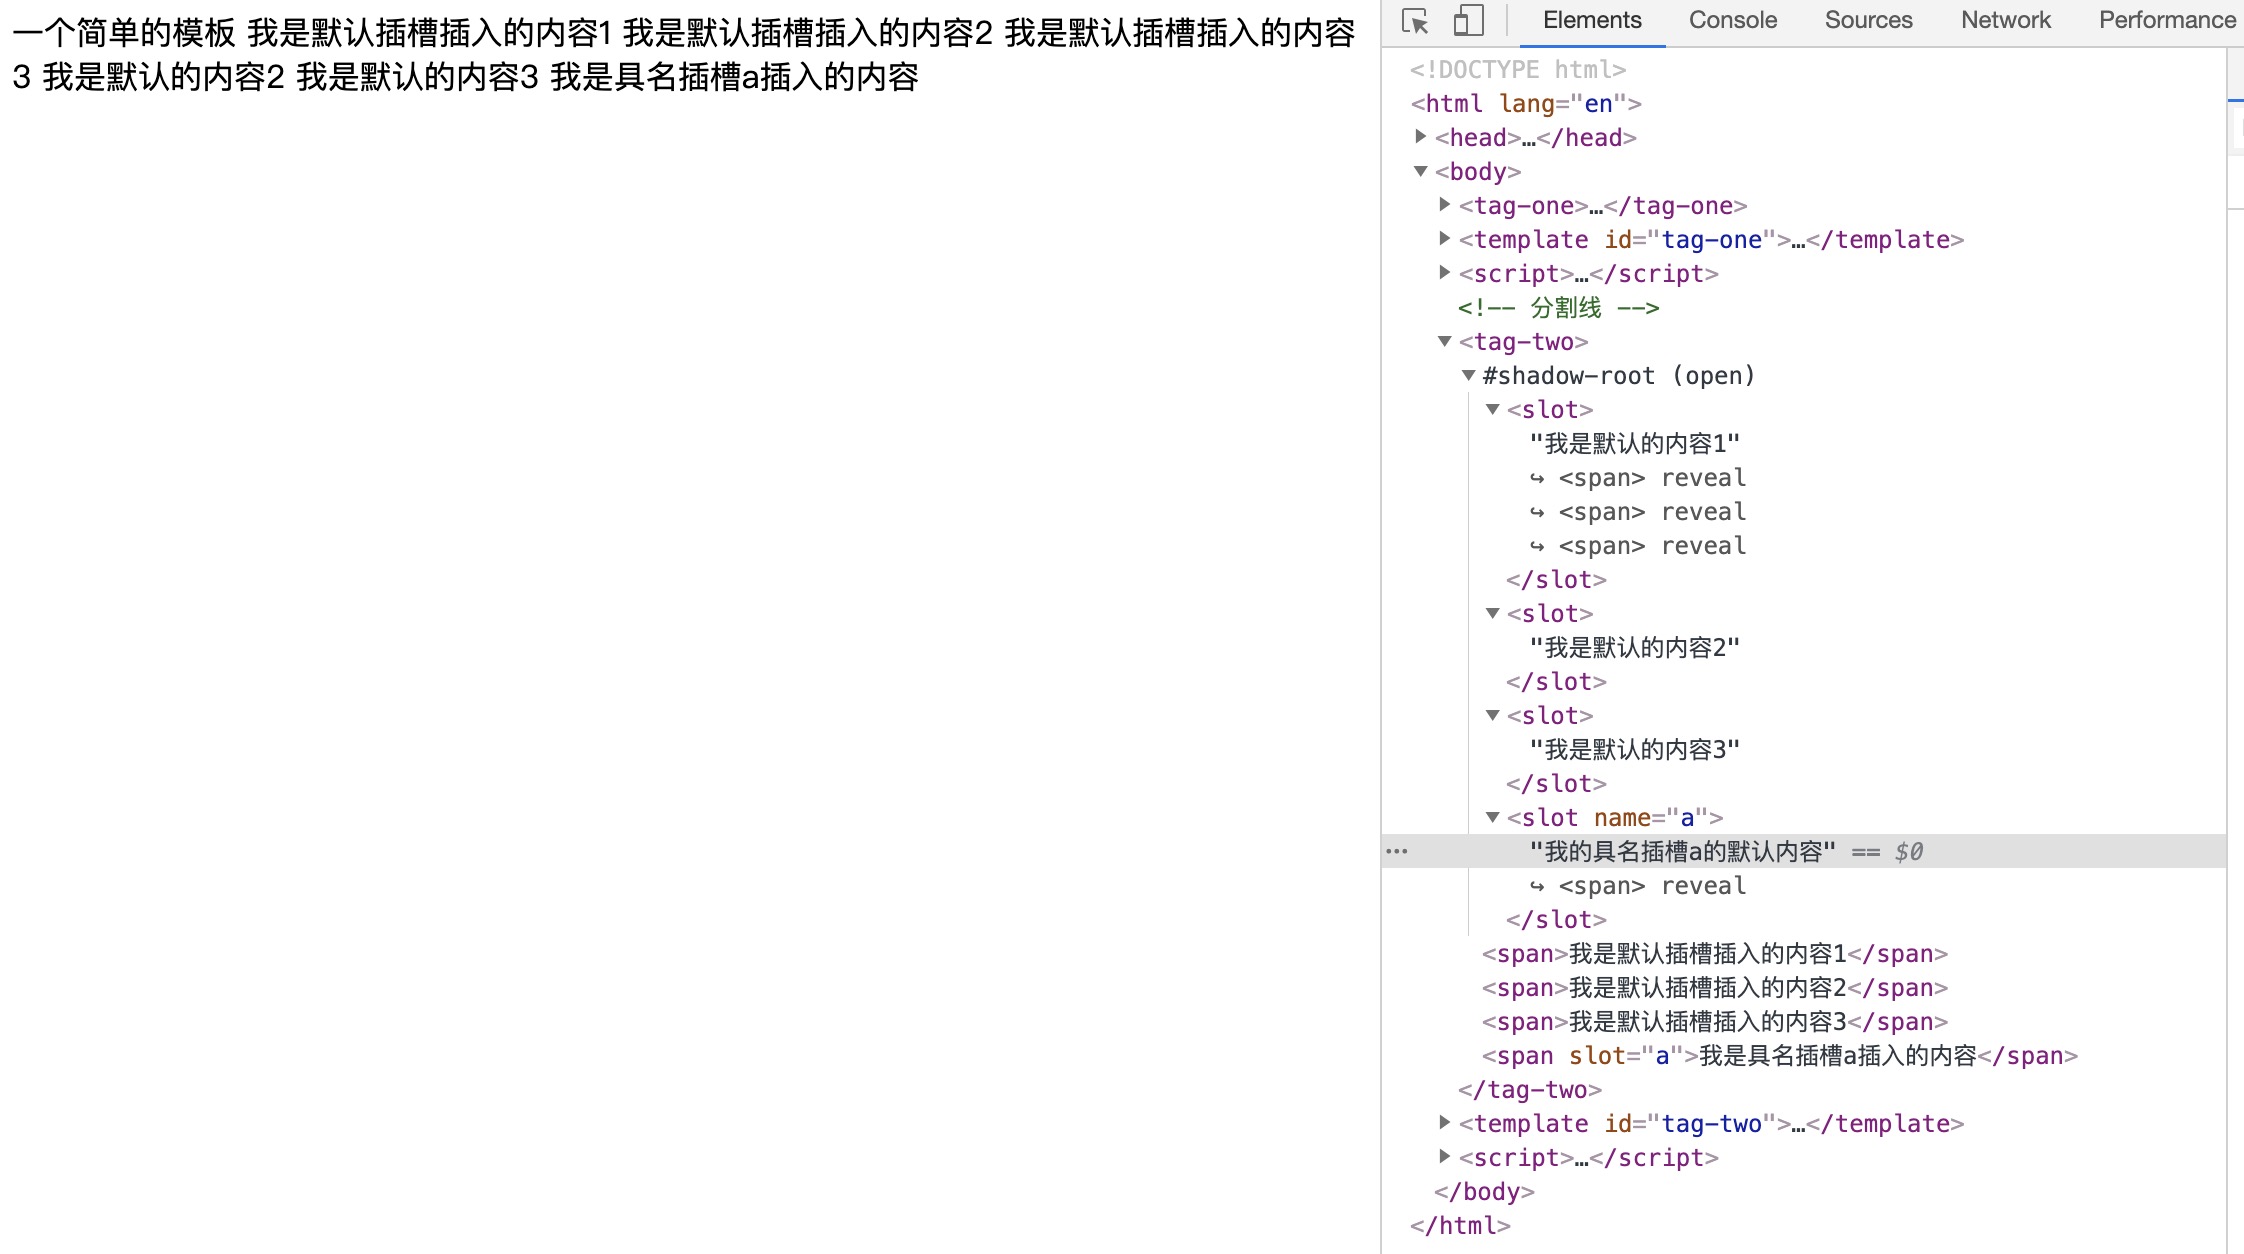 一个简单的模板 我是默认插槽插入的内容1 我是默认插槽插入的内容2 我是默认插槽插入的内容
3 我是默认的内容2 我是默认的内容3 我是具名插槽a插入的内容
Elements Console Sources Network Performance
<!DOCTYPE html>
<html lang="en">
<head>…</head>
<body>
<tag-one>…</tag-one>
<template id="tag-one">…</template>
<script>…</script>
<!-- 分割线 -->
<tag-two>
#shadow-root (open)
<slot>
"我是默认的内容1"
↪ <span> reveal
↪ <span> reveal
↪ <span> reveal
</slot>
<slot>
"我是默认的内容2"
</slot>
<slot>
"我是默认的内容3"
</slot>
<slot name="a">
"我的具名插槽a的默认内容" == $0
↪ <span> reveal
</slot>
<span>我是默认插槽插入的内容1</span>
<span>我是默认插槽插入的内容2</span>
<span>我是默认插槽插入的内容3</span>
<span slot="a">我是具名插槽a插入的内容</span>
</tag-two>
<template id="tag-two">…</template>
<script>…</script>
</body>
</html>